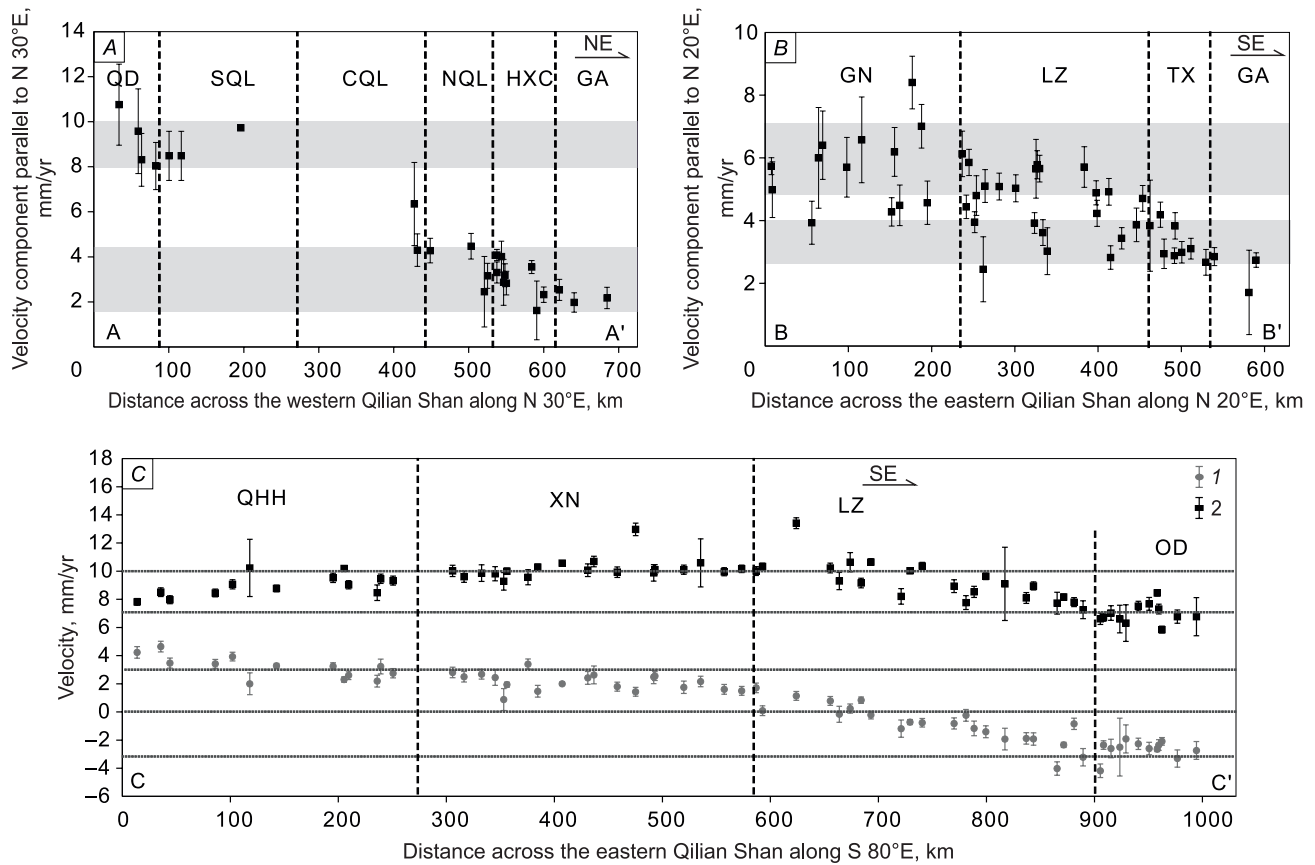 Velocity component parallel to N 30°E,
mm/yr
14
12
10
8
6
4
2
0
A
NE
QD
SQL
CQL
NQL
HXC
GA
A
A'
0
100
200
300
400
500
600
700
Distance across the western Qilian Shan along N 30°E, km
Velocity component parallel to N 20°E,
mm/yr
10
8
6
4
2
B
SE
GN
LZ
TX
GA
B
B'
0
100
200
300
400
500
600
Distance across the eastern Qilian Shan along N 20°E, km
Velocity, mm/yr
18
16
14
12
10
8
6
4
2
0
−2
−4
−6
C
SE
1
2
QHH
XN
LZ
OD
C
C'
0
100
200
300
400
500
600
700
800
900
1000
Distance across the eastern Qilian Shan along S 80°E, km